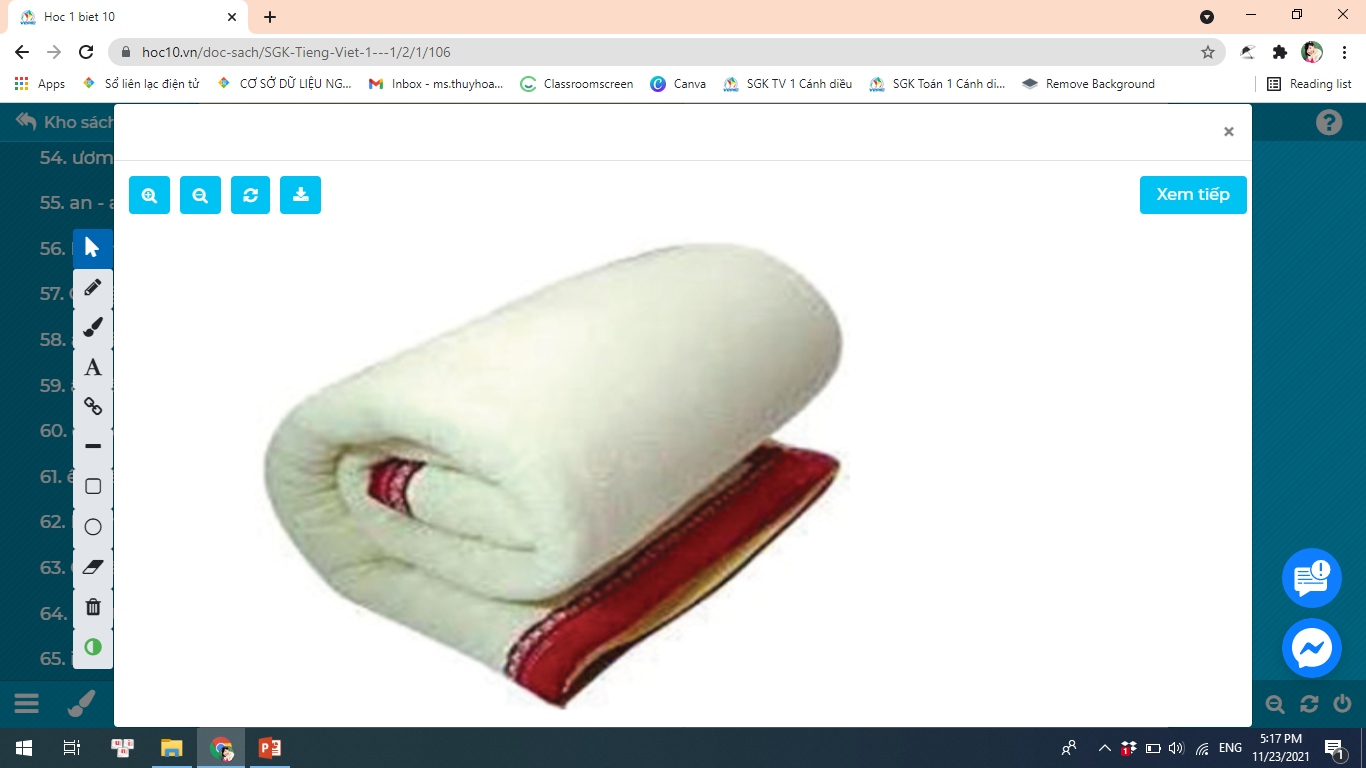 Hoc 1 biet 10
hoc10.vn/doc-sach/SGK-Tieng-Viet-1---1/2/1/106
Apps Sổ liên lạc điện tử CƠ SỞ DỮ LIỆU NG... Inbox - ms.thuyhoa... Classroomscreen Canva SGK TV 1 Cánh diều SGK Toán 1 Cánh di... Remove Background Reading list
Kho sách
Xem tiếp
54. ươm
55. an -
56.
57.
58.
59.
60.
61.
62.
63.
64.
65.
A
ENG
5:17 PM
11/23/2021
1
1